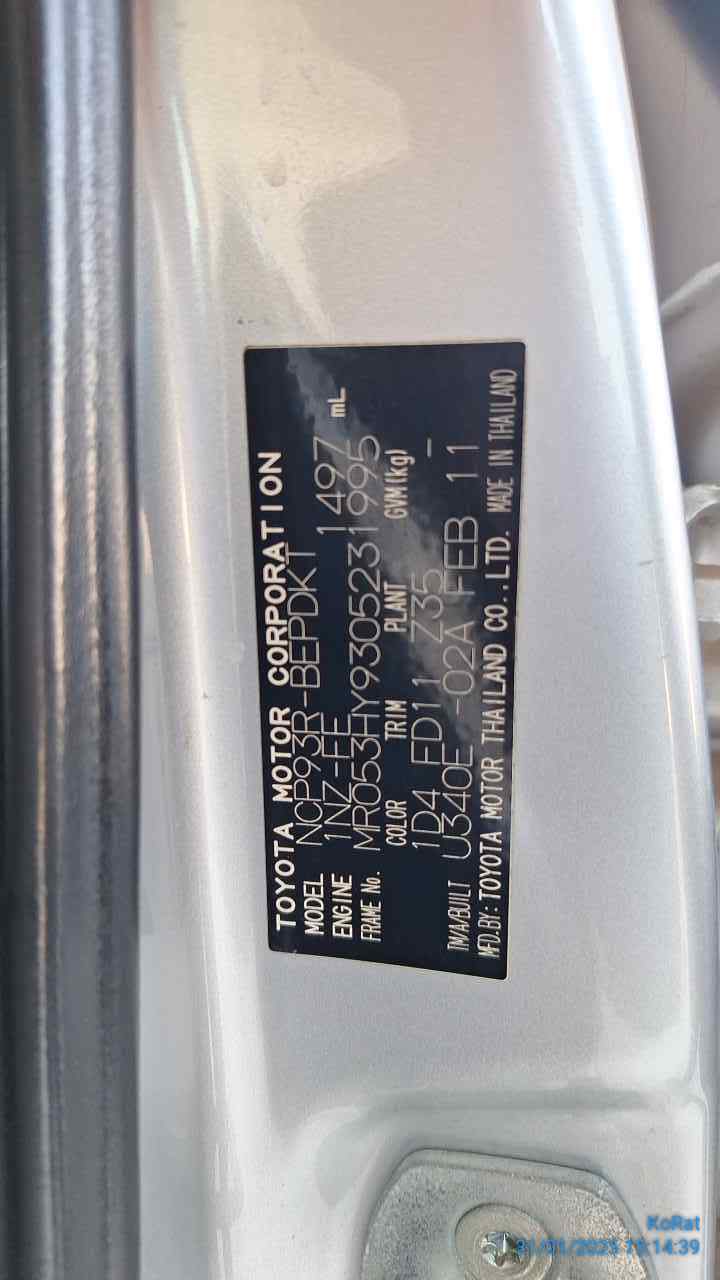 TOYOTA MOTOR CORPORATION
MODEL NCP93R-BEPDKT
ENGINE 1NZ-FE 1497 mL
FRAME No. MR053HY9305231995
COLOR TRIM PLANT GVM(kg)
1D4 FD11 Z35 -
TM/A/BUILT U340E -02A FEB 11
MFD.BY: TOYOTA MOTOR THAILAND CO.,LTD. MADE IN THAILAND
KoRat